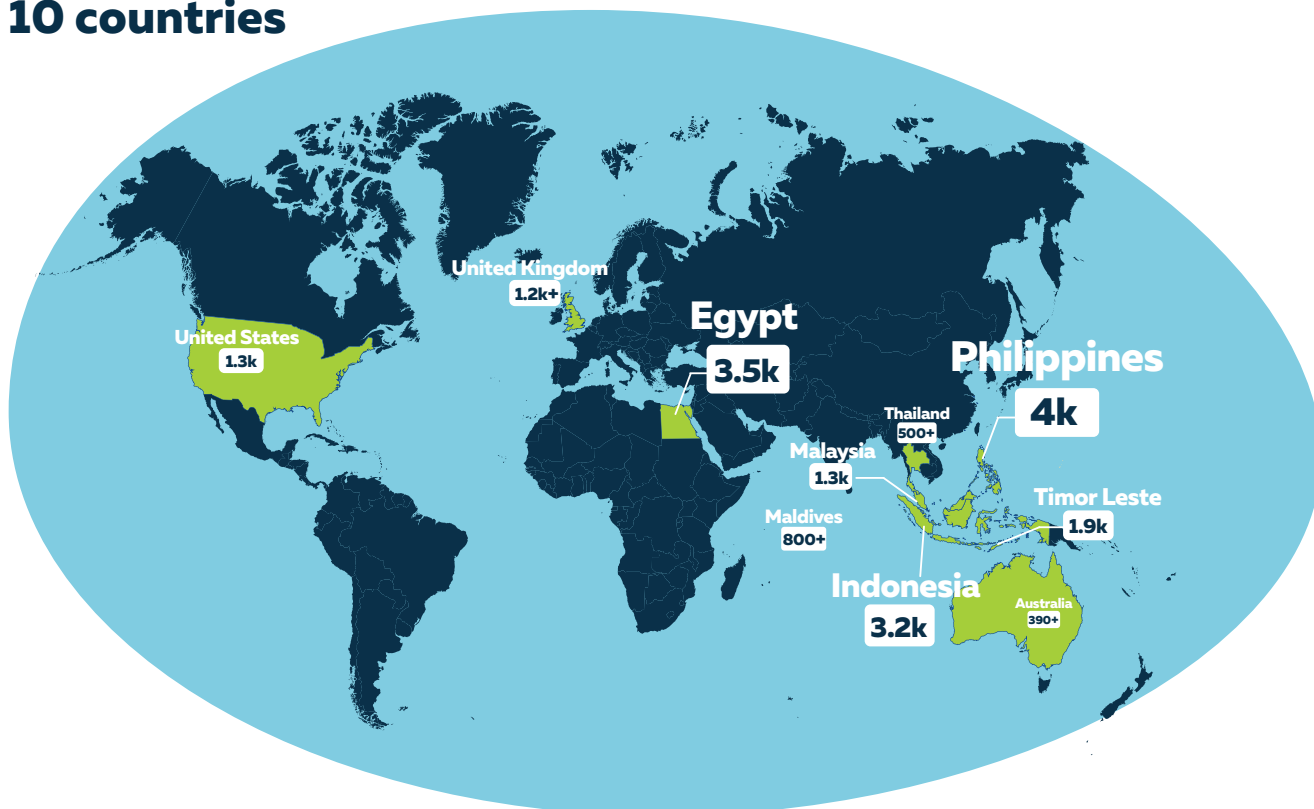 10 countries
United Kingdom
1.2k+
Egypt
3.5k
United States
1.3k
Philippines
4k
Thailand
500+
Malaysia
1.3k
Timor Leste
1.9k
Maldives
800+
Indonesia
3.2k
Australia
390+